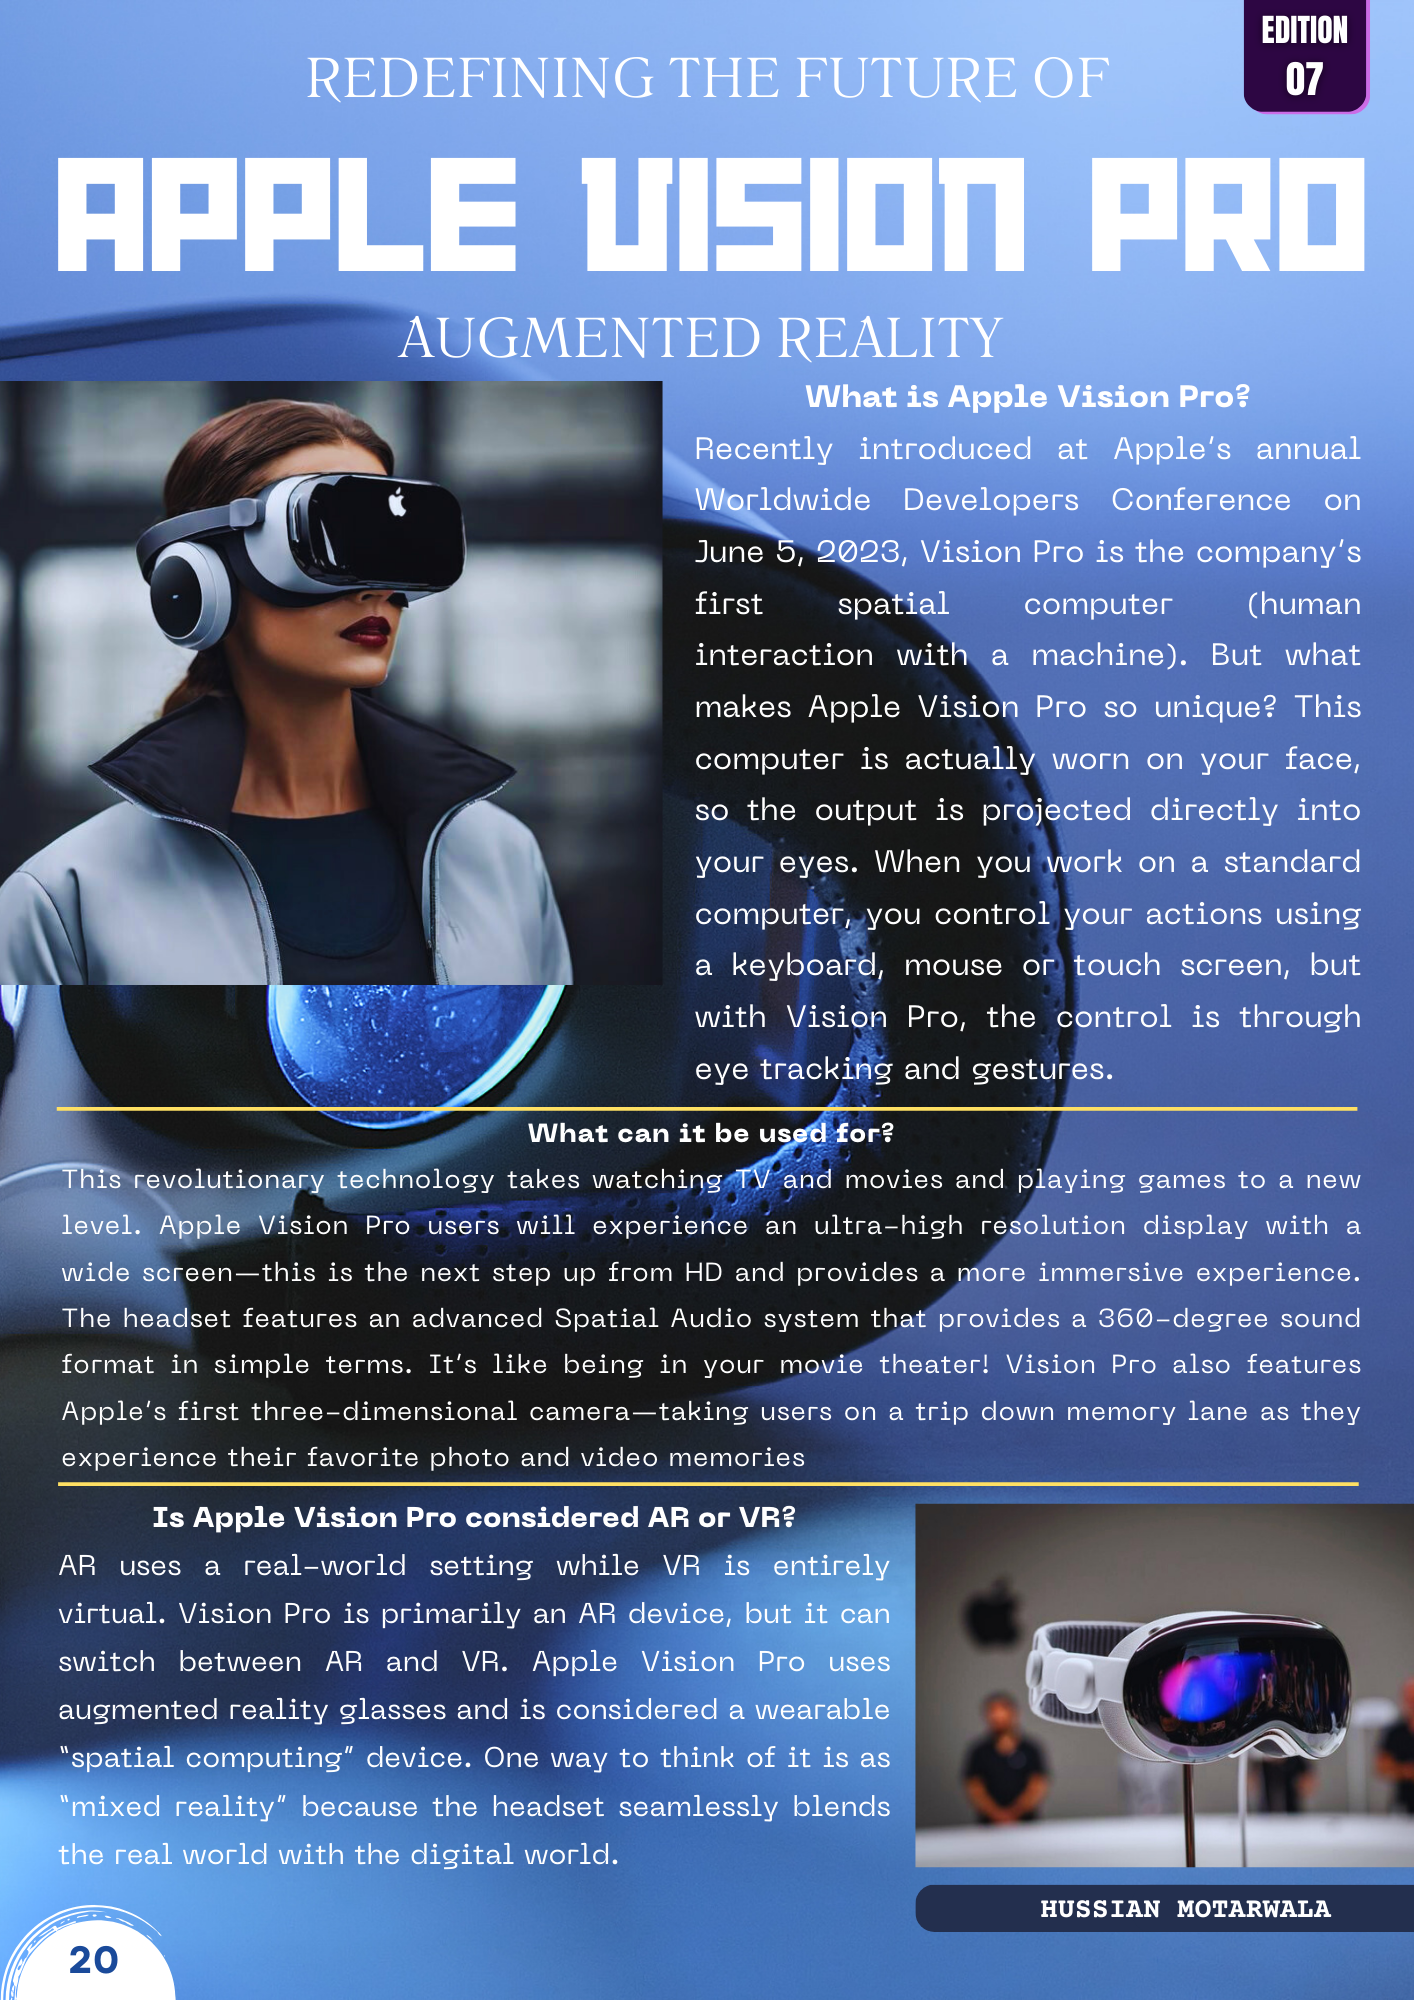 EDITION
07
REDEFINING THE FUTURE OF
APPLE VISION PRO
AUGMENTED REALITY
What is Apple Vision Pro?
Recently introduced at Apple's annual
Worldwide Developers Conference on
June 5, 2023, Vision Pro is the company's
first spatial computer (human
interaction with a machine). But what
makes Apple Vision Pro so unique? This
computer is actually worn on your face,
so the output is projected directly into
your eyes. When you work on a standard
computer, you control your actions using
a keyboard, mouse or touch screen, but
with Vision Pro, the control is through
eye tracking and gestures.
What can it be used for?
This revolutionary technology takes watching TV and movies and playing games to a new
level. Apple Vision Pro users will experience an ultra-high resolution display with a
wide screen—this is the next step up from HD and provides a more immersive experience.
The headset features an advanced Spatial Audio system that provides a 360-degree sound
format in simple terms. It's like being in your movie theater! Vision Pro also features
Apple's first three-dimensional camera—taking users on a trip down memory lane as they
experience their favorite photo and video memories
Is Apple Vision Pro considered AR or VR?
AR uses a real-world setting while VR is entirely
virtual. Vision Pro is primarily an AR device, but it can
switch between AR and VR. Apple Vision Pro uses
augmented reality glasses and is considered a wearable
"spatial computing" device. One way to think of it is as
"mixed reality" because the headset seamlessly blends
the real world with the digital world.
HUSSIAN MOTARWALA
20